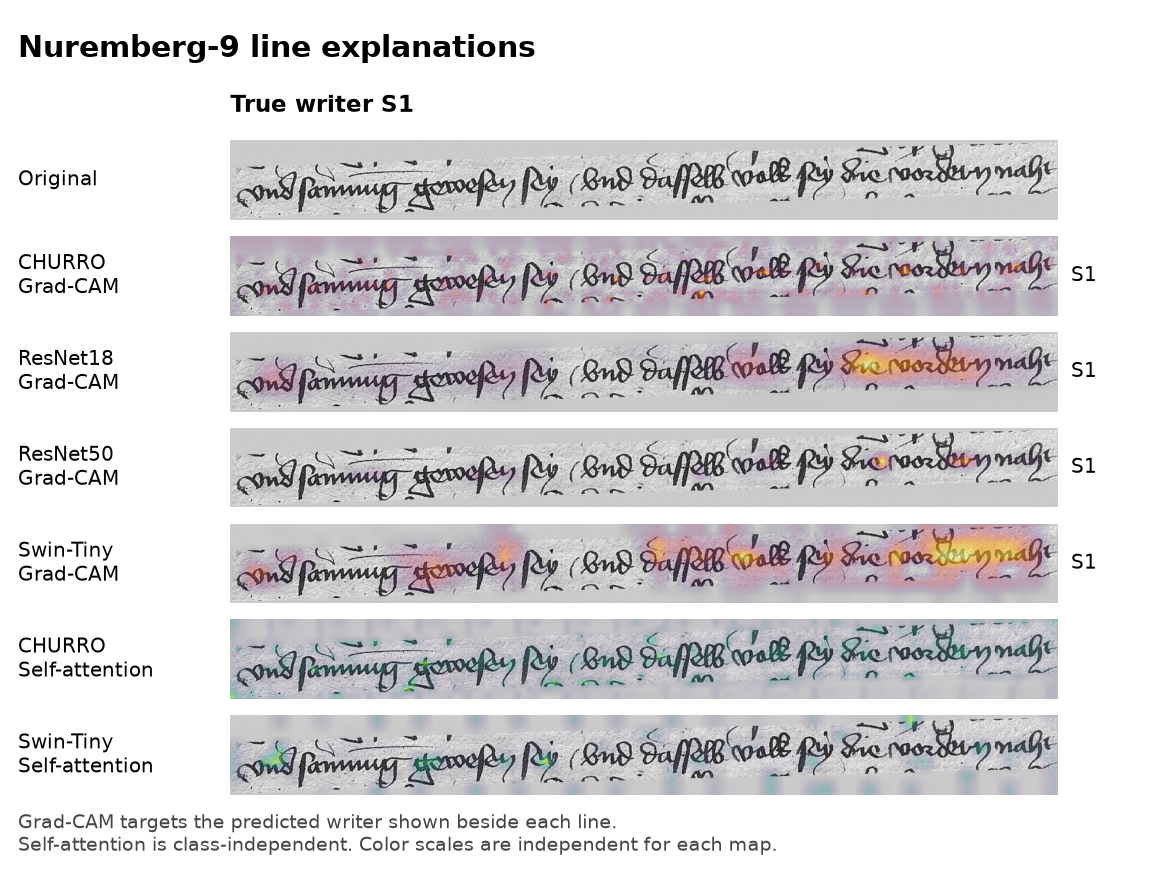 Nuremberg-9 line explanations
True writer S1
Original
vnd sammug gewesen sey / vnd dasselb woll sey die vordern nahe
CHURRO
Grad-CAM
S1
ResNet18
Grad-CAM
S1
ResNet50
Grad-CAM
S1
Swin-Tiny
Grad-CAM
S1
CHURRO
Self-attention
Swin-Tiny
Self-attention
Grad-CAM targets the predicted writer shown beside each line.
Self-attention is class-independent. Color scales are independent for each map.